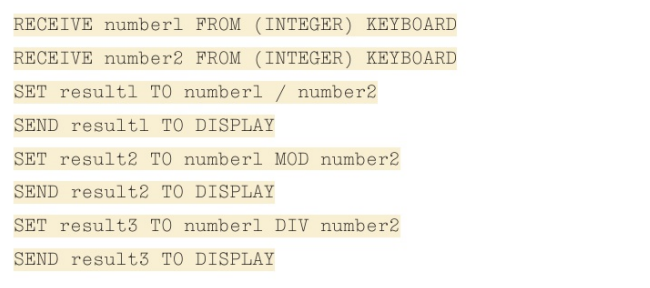 RECEIVE number1 FROM (INTEGER) KEYBOARD
RECEIVE number2 FROM (INTEGER) KEYBOARD
SET result1 TO number1 / number2
SEND result1 TO DISPLAY
SET result2 TO number1 MOD number2
SEND result2 TO DISPLAY
SET result3 TO number1 DIV number2
SEND result3 TO DISPLAY